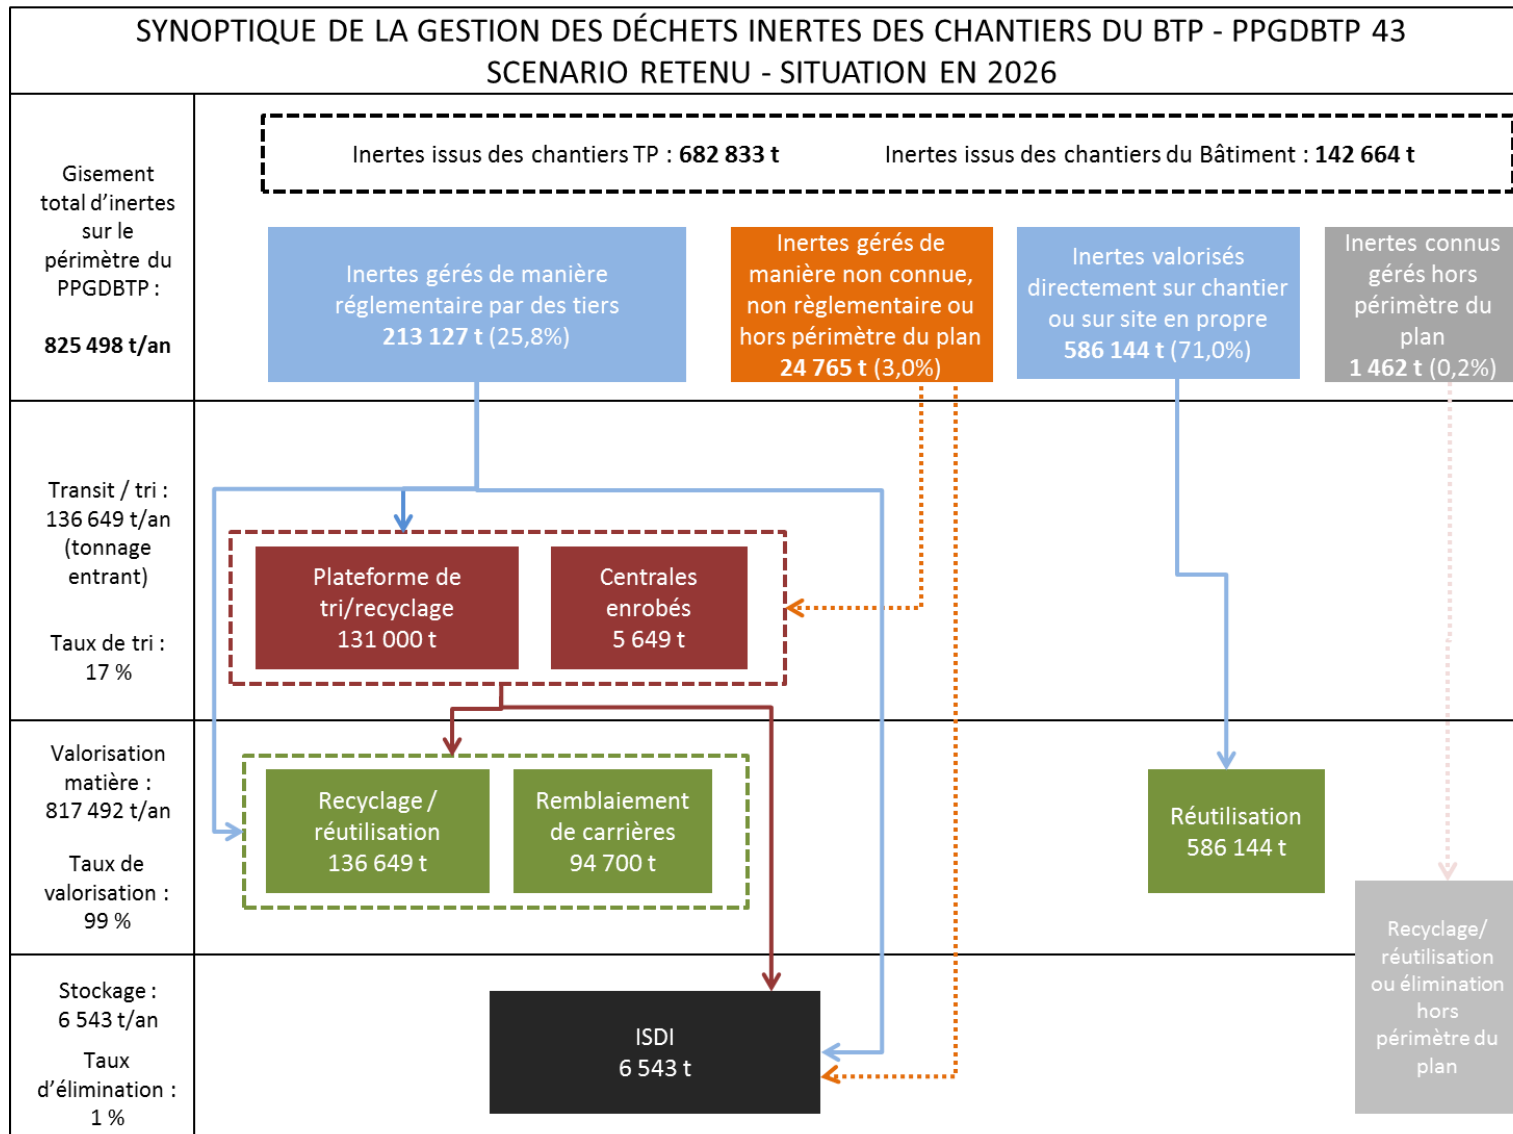 SYNOPTIQUE DE LA GESTION DES DÉCHETS INERTES DES CHANTIERS DU BTP - PPGDBTP 43
SCENARIO RETENU - SITUATION EN 2026
Gisement
total d'inertes
sur le
périmètre du
PPGDBTP :
825 498 t/an
Inertes issus des chantiers TP : 682 833 t
Inertes issus des chantiers du Bâtiment : 142 664 t
Inertes gérés de manière
réglementaire par des tiers
213 127 t (25,8%)
Inertes gérés de
manière non connue,
non règlementaire ou
hors périmètre du plan
24 765 t (3,0%)
Inertes valorisés
directement sur chantier
ou sur site en propre
586 144 t (71,0%)
Inertes connus
gérés hors
périmètre du
plan
1 462 t (0,2%)
Transit / tri :
136 649 t/an
(tonnage
entrant)
Taux de tri :
17 %
Plateforme de
tri/recyclage
131 000 t
Centrales
enrobés
5 649 t
Valorisation
matière :
817 492 t/an
Taux de
valorisation :
99 %
Recyclage /
réutilisation
136 649 t
Remblaiement
de carrières
94 700 t
Réutilisation
586 144 t
Recyclage/
réutilisation
ou élimination
hors
périmètre du
plan
Stockage :
6 543 t/an
Taux
d'élimination :
1 %
ISDI
6 543 t